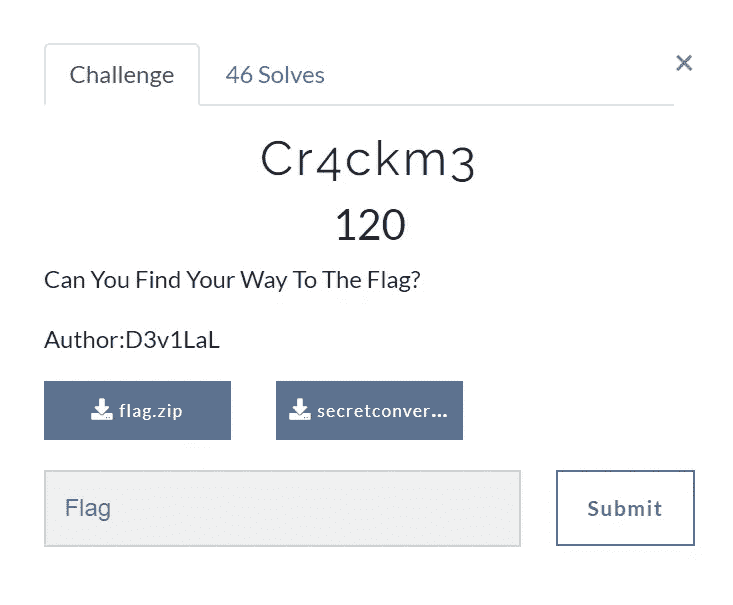 Challenge 46 Solves ×
Cr4ckm3
120
Can You Find Your Way To The Flag?
Author:D3v1LaL
flag.zip secretconver...
Flag Submit